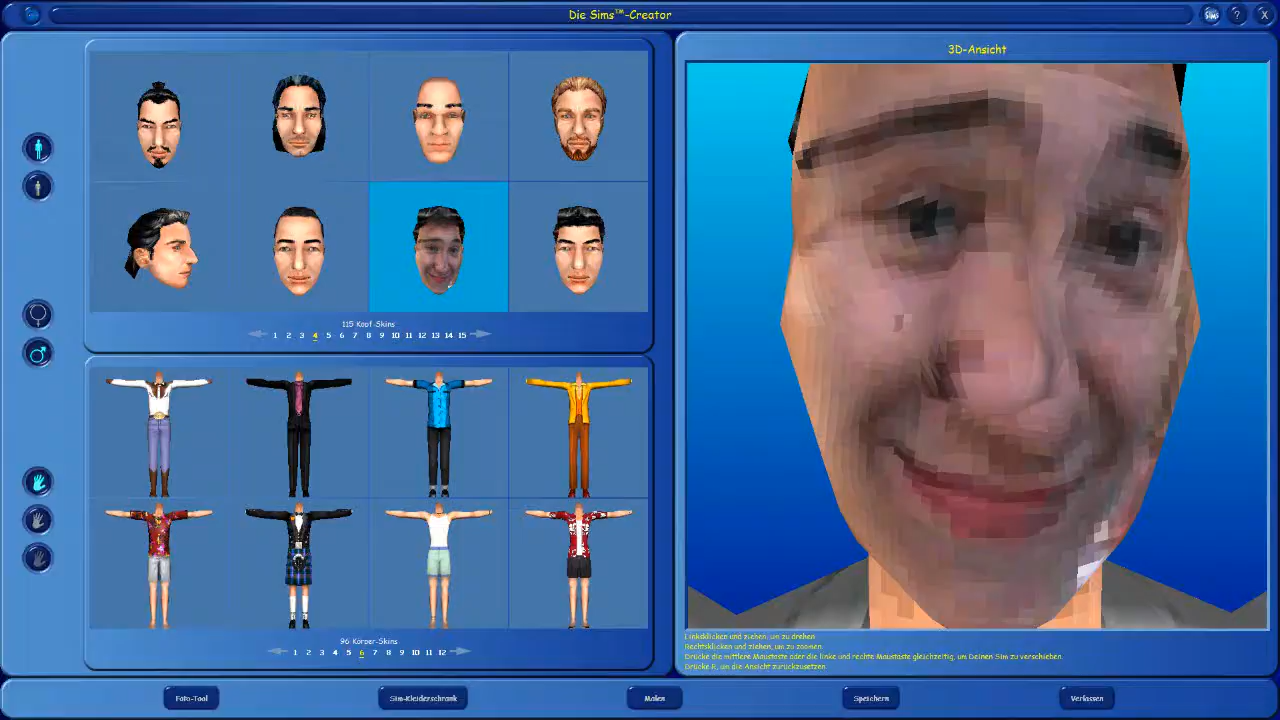 Die Sims™-Creator
SIMS ? X
3D-Ansicht
115 Kopf-Skins
1 2 3 4 5 6 7 8 9 10 11 12 13 14 15
96 Körper-Skins
1 2 3 4 5 6 7 8 9 10 11 12
Linksklicken und ziehen, um zu drehen
Rechtsklicken und ziehen, um zu zoomen.
Drücke die mittlere Maustaste oder die linke und rechte Maustaste gleichzeitig, um Deinen Sim zu verschieben.
Drücke R, um die Ansicht zurückzusetzen
Foto-Tool
Sim-Kleiderschrank
Malen
Speichern
Verlassen